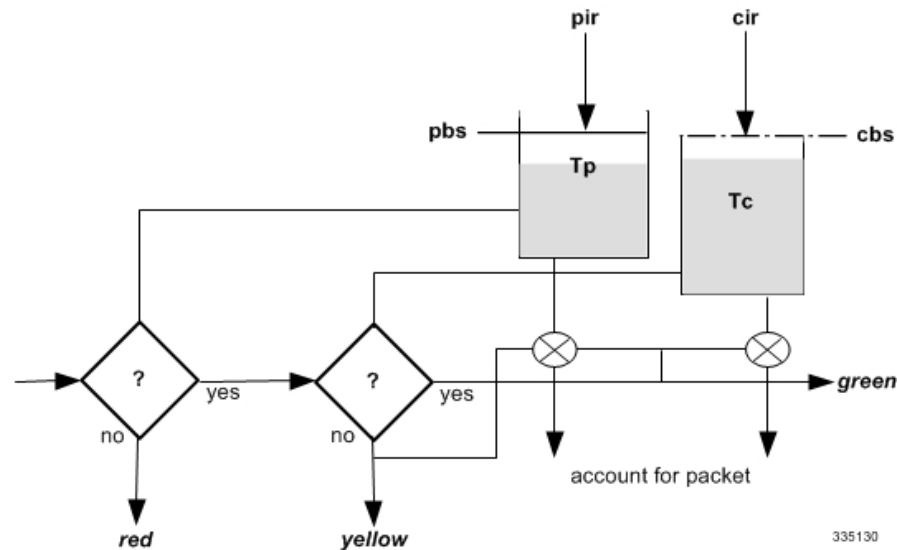 pir
cir
pbs
cbs
Tp
Tc
?
yes
?
yes
green
no
no
account for packet
red
yellow
335130